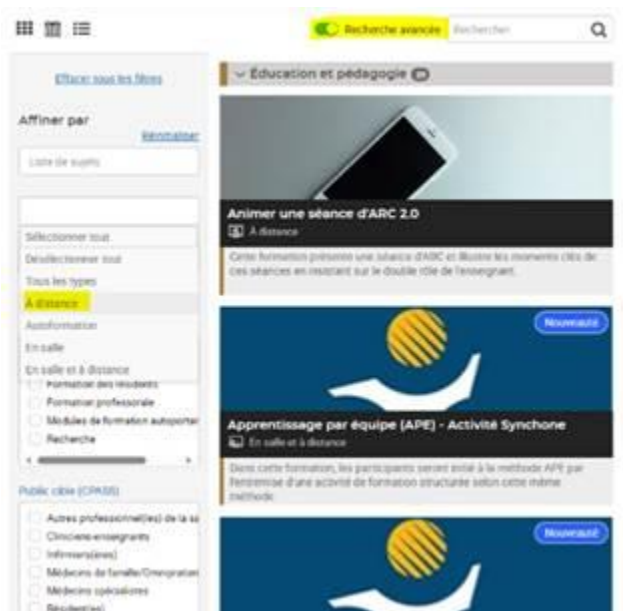 Recherche avancée Rechercher
Effacer tous les filtres
Affiner par
Réinitialiser
Liste de sujets
Sélectionner tout
Désélectionner tout
Tous les types
À distance
Autoformation
En salle
En salle et à distance
Formation des résidents
Formation professorale
Modules de formation autoportan
Recherche
Public cible (CPASS)
Autres professionnel(les) de la sa
Cliniciens enseignants
Infirmiers(ières)
Médecins de famille/Omnipraticien
Médecins spécialistes
Résident(es)
Éducation et pédagogie
Animer une séance d'ARC 2.0
À distance
Cette formation présente une séance d'ARC et illustre les moments clés de
ces séances en insistant sur le double rôle de l'enseignant.
Nouveauté
Apprentissage par équipe (APE) - Activité Synchone
En salle et à distance
Dans cette formation, les participants seront initié à la méthode APE par
l'entremise d'une activité de formation structurée selon cette même
méthode.
Nouveauté